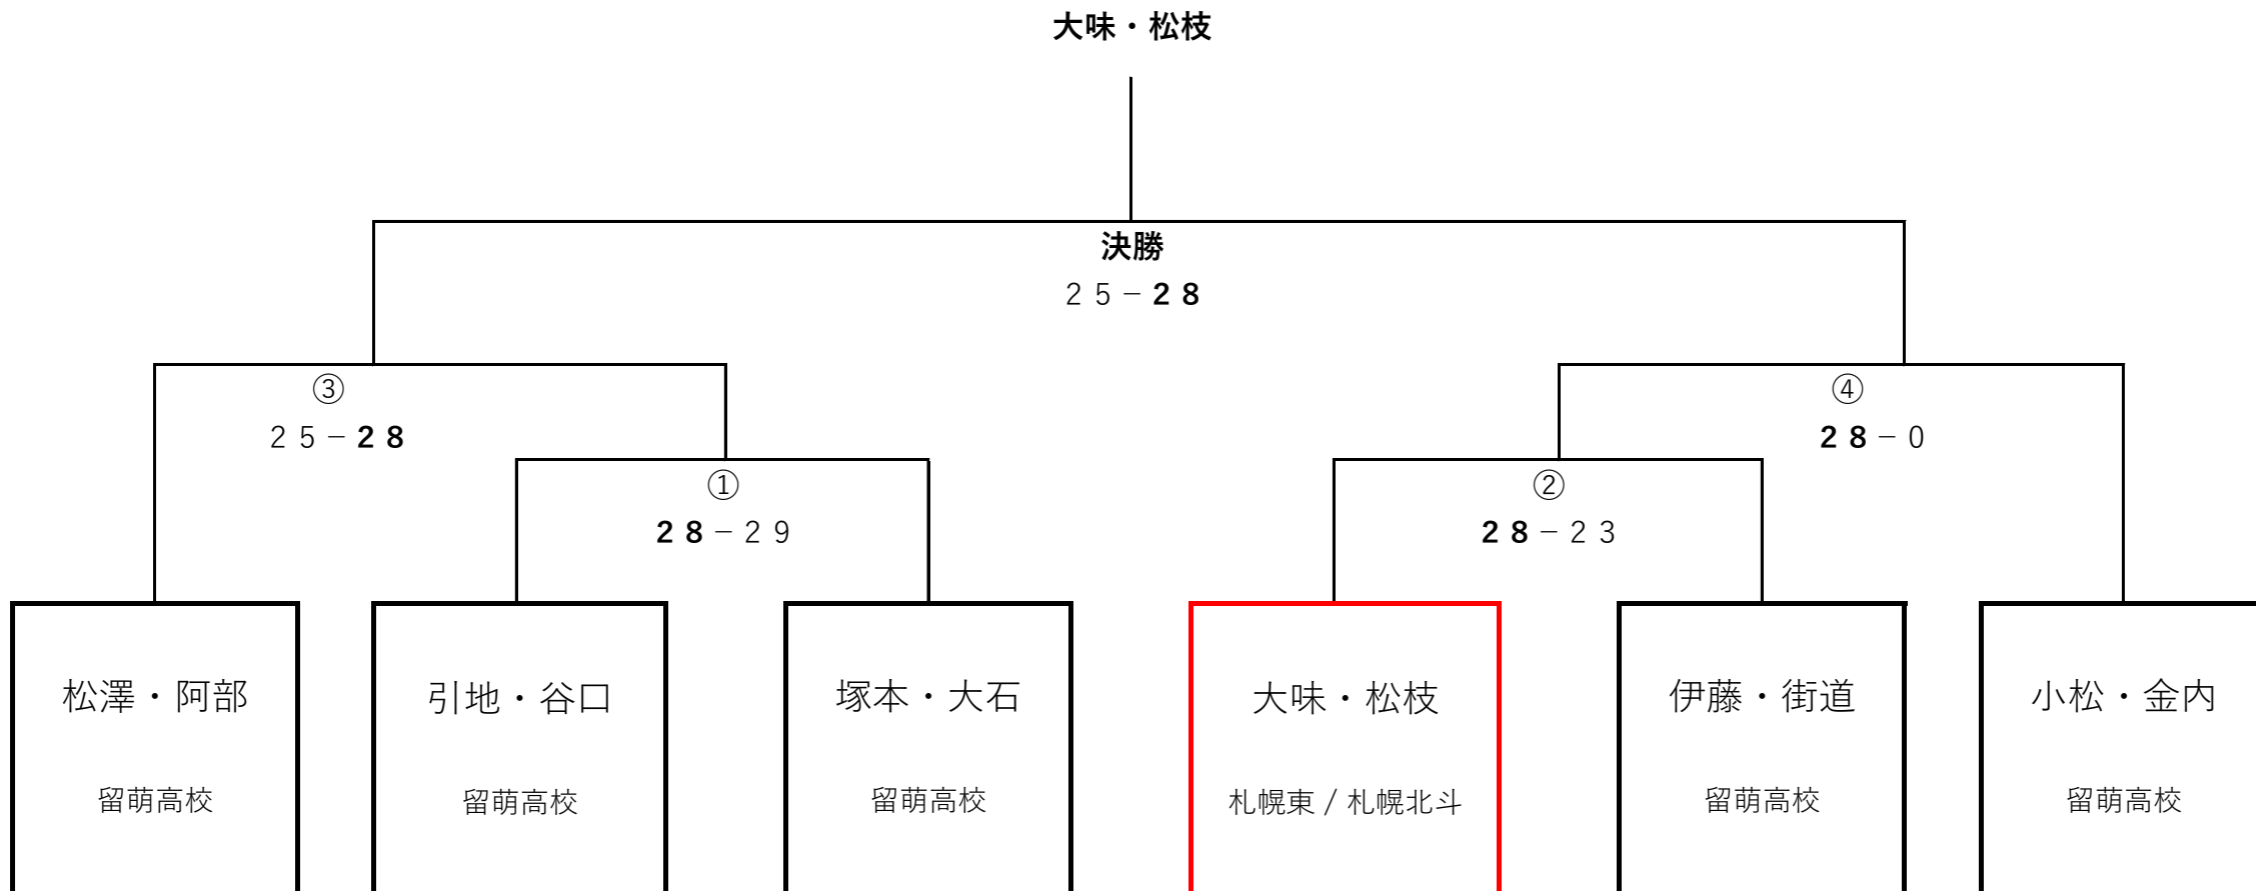 大味・松枝
決勝
２５－２８
③
２５－２８
④
２８－０
①
２８－２９
②
２８－２３
松澤・阿部
引地・谷口
塚本・大石
大味・松枝
伊藤・街道
小松・金内
留萌高校
留萌高校
留萌高校
札幌東 / 札幌北斗
留萌高校
留萌高校